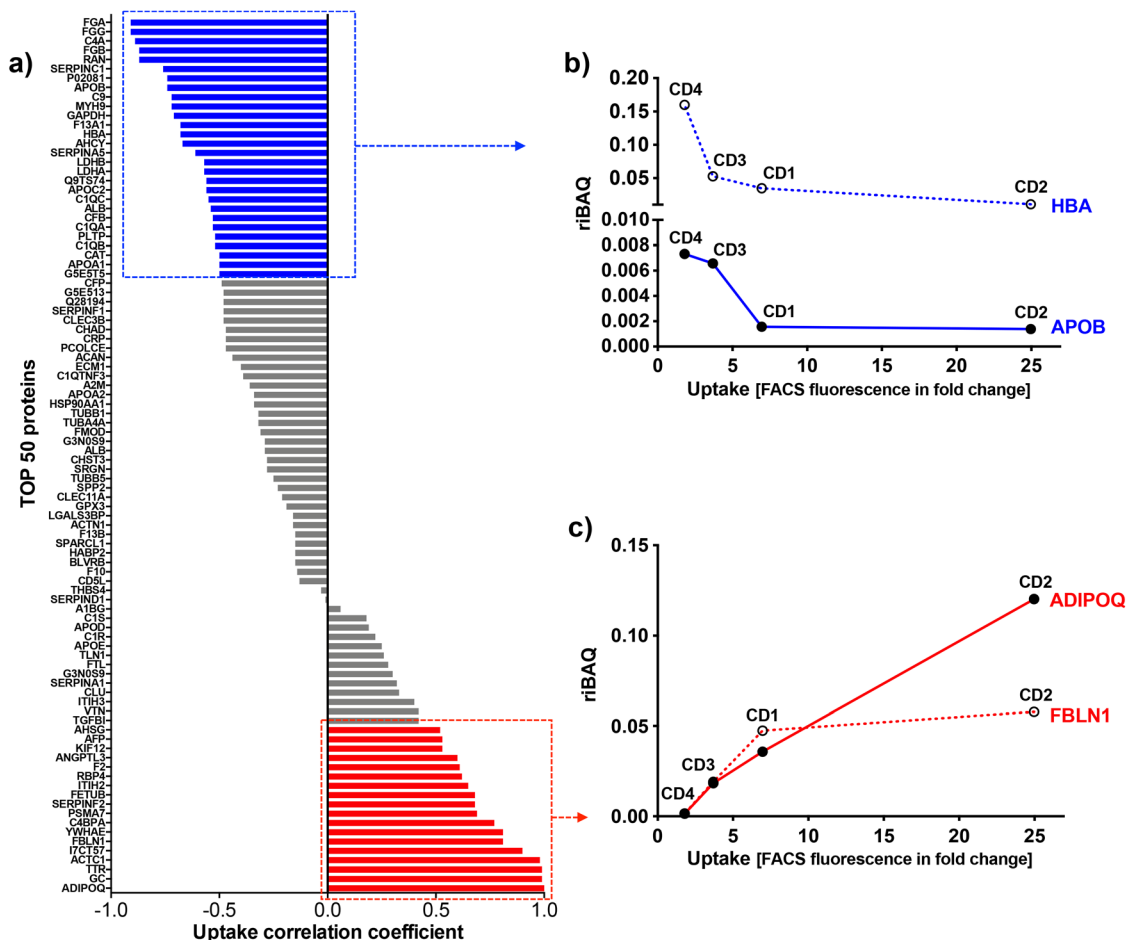 a)
TOP 50 proteins
FGA
FGG
C4A
FGB
RAN
SERPINC1
P02081
APOB
C9
MYH9
GAPDH
F13A1
HBA
AHCY
SERPINA5
LDHB
LDHA
Q9TS74
APOC2
C1QC
ALB
CFB
C1QA
PLTP
C1QB
CAT
APOA1
G5E5T5
CFP
G5E513
Q28194
SERPINF1
CLEC3B
CHAD
CRP
PCOLCE
ACAN
ECM1
C1QTNF3
A2M
APOA2
HSP90AA1
TUBB1
TUBA4A
FMOD
G3N0S9
ALB
CHST3
SRGN
TUBB5
SPP2
CLEC11A
GPX3
LGALS3BP
ACTN1
F13B
SPARCL1
HABP2
BLVRB
F10
CD5L
THBS4
SERPIND1
A1BG
C1S
APOD
C1R
APOE
TLN1
FTL
G3N0S9
SERPINA1
CLU
ITIH3
VTN
TGFBI
AHSG
AFP
KIF12
ANGPTL3
F2
RBP4
ITIH2
FETUB
SERPINF2
PSMA7
C4BPA
YWHAE
FBLN1
I7CT57
ACTC1
TTR
GC
ADIPOQ
-1.0 -0.5 0.0 0.5 1.0
Uptake correlation coefficient
b)
riBAQ
0.20
0.15
0.10
0.05
0.010
0.008
0.006
0.004
0.002
0.000
CD4
CD3
CD1
CD2
HBA
CD4
CD3
CD1
CD2
APOB
0 5 10 15 20 25
Uptake [FACS fluorescence in fold change]
c)
riBAQ
0.15
0.10
0.05
0.00
CD2
ADIPOQ
CD1
CD2
FBLN1
CD3
CD4
0 5 10 15 20 25
Uptake [FACS fluorescence in fold change]